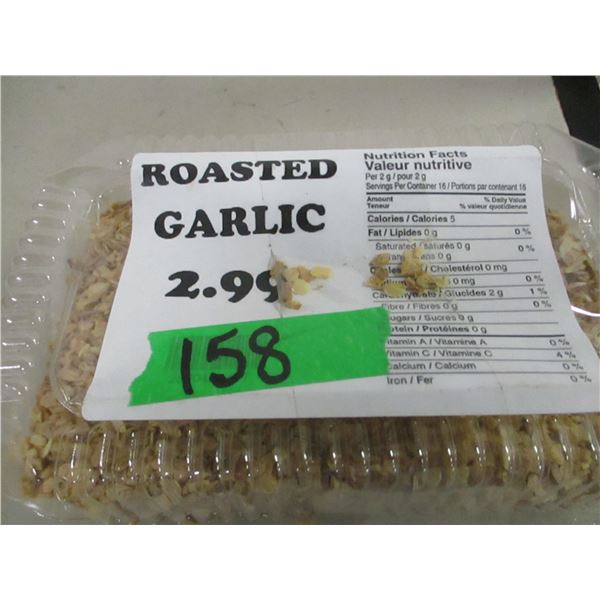 ROASTED
GARLIC
2.99
158
Nutrition Facts
Valeur nutritive
Per 2 g / pour 2 g
Servings Per Container 16 / Portions par contenant 16
Amount % Daily Value
Teneur % valeur quotidienne
Calories / Calories 5
Fat / Lipides 0 g 0 %
Saturated / saturés 0 g 0 %
0 g
/ Cholestérol 0 mg
0 mg 0 %
Carbohydrate / Glucides 2 g 1 %
Fibre / Fibres 0 g 0 %
Sugars / Sucres 0 g
Protein / Protéines 0 g
Vitamin A / Vitamine A 0 %
Vitamin C / Vitamine C 4 %
Calcium / Calcium 0 %
Iron / Fer 0 %